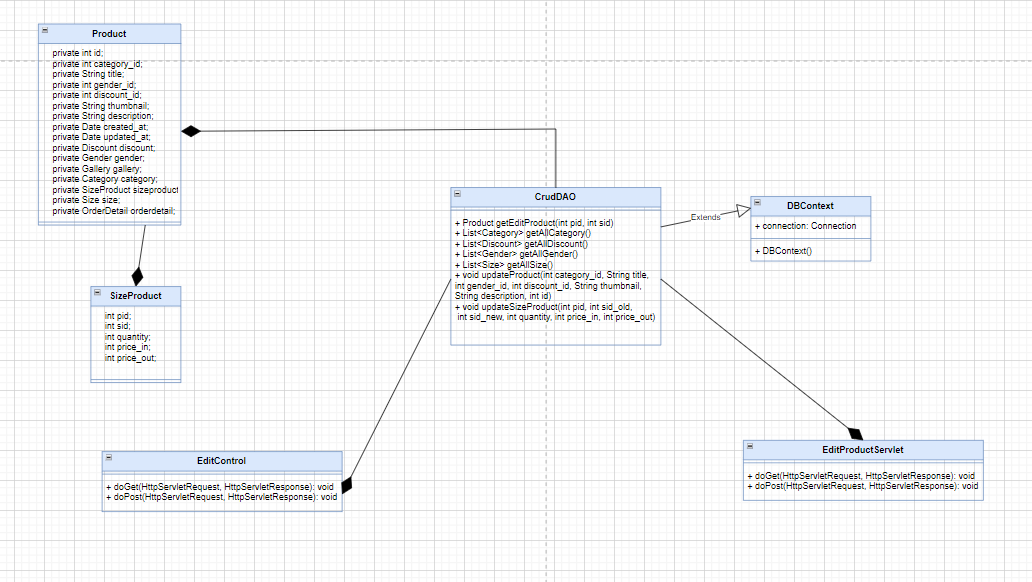 Product
private int id;
private int category_id;
private String title;
private int gender_id;
private int discount_id;
private String thumbnail;
private String description;
private Date created_at;
private Date updated_at;
private Discount discount;
private Gender gender;
private Gallery gallery;
private Category category;
private SizeProduct sizeproduct
private Size size;
private OrderDetail orderdetail;
SizeProduct
int pid;
int sid;
int quantity;
int price_in;
int price_out;
CrudDAO
+ Product getEditProduct(int pid, int sid)
+ List<Category> getAllCategory()
+ List<Discount> getAllDiscount()
+ List<Gender> getAllGender()
+ List<Size> getAllSize()
+ void updateProduct(int category_id, String title,
int gender_id, int discount_id, String thumbnail,
String description, int id)
+ void updateSizeProduct(int pid, int sid_old,
int sid_new, int quantity, int price_in, int price_out)
Extends
DBContext
+ connection: Connection
+ DBContext()
EditControl
+ doGet(HttpServletRequest, HttpServletResponse): void
+ doPost(HttpServletRequest, HttpServletResponse): void
EditProductServlet
+ doGet(HttpServletRequest, HttpServletResponse): void
+ doPost(HttpServletRequest, HttpServletResponse): void